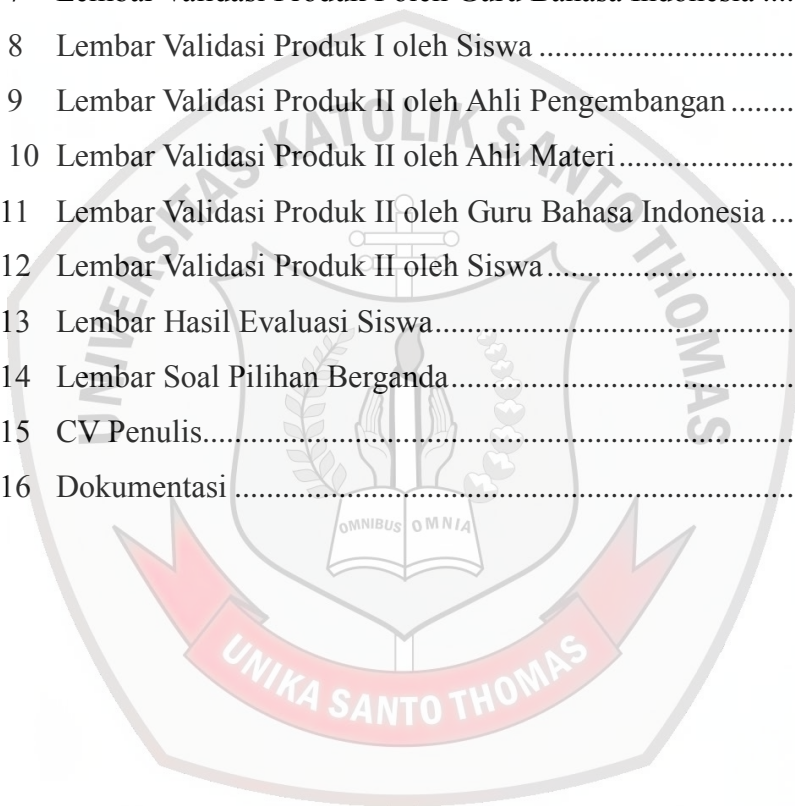 7 Lembar Validasi Produk I oleh Guru Bahasa Indonesia ....
8 Lembar Validasi Produk I oleh Siswa ...........................
9 Lembar Validasi Produk II oleh Ahli Pengembangan ........
10 Lembar Validasi Produk II oleh Ahli Materi ......................
11 Lembar Validasi Produk II oleh Guru Bahasa Indonesia ...
12 Lembar Validasi Produk II oleh Siswa ..........................
13 Lembar Hasil Evaluasi Siswa......................................
14 Lembar Soal Pilihan Berganda.....................................
15 CV Penulis...............................................................
16 Dokumentasi ............................................................
UNIVERSITAS KATOLIK SANTO THOMAS
OMNIBUS OMNIA
UNIKA SANTO THOMAS